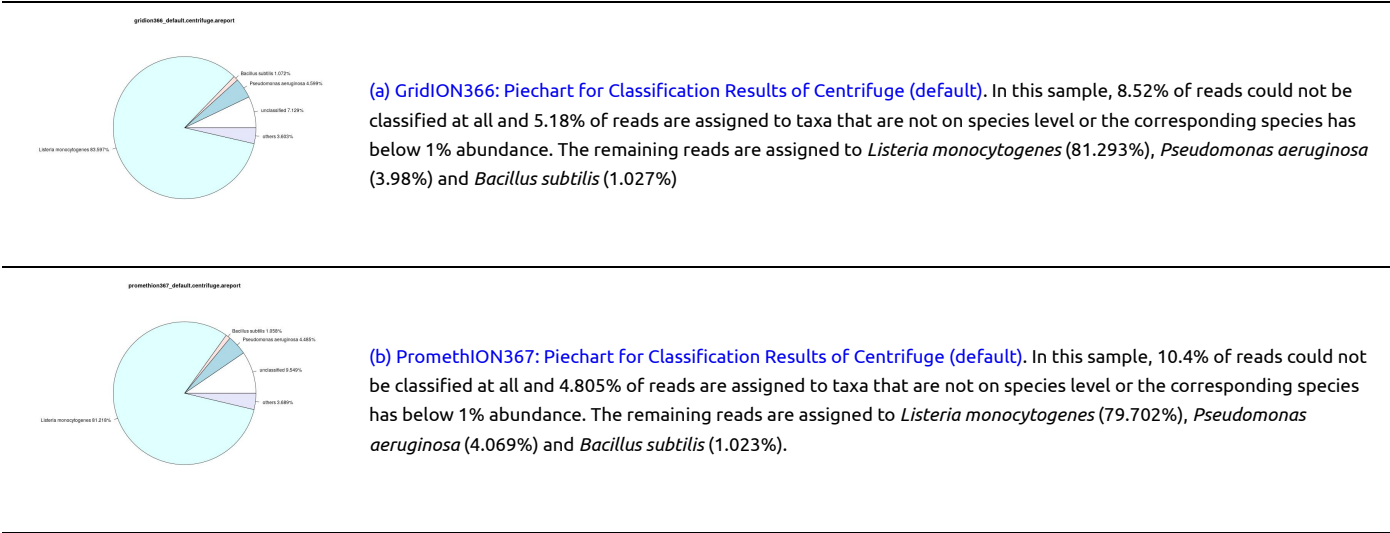 gridion366_default.centrifuge.areport
Bacillus subtilis 1.072%
Pseudomonas aeruginosa 4.599%
unclassified 7.129%
others 3.603%
Listeria monocytogenes 83.597%
(a) GridION366: Piechart for Classification Results of Centrifuge (default). In this sample, 8.52% of reads could not be
classified at all and 5.18% of reads are assigned to taxa that are not on species level or the corresponding species has
below 1% abundance. The remaining reads are assigned to Listeria monocytogenes (81.293%), Pseudomonas aeruginosa
(3.98%) and Bacillus subtilis (1.027%)
promethion367_default.centrifuge.areport
Bacillus subtilis 1.058%
Pseudomonas aeruginosa 4.485%
unclassified 9.549%
others 3.699%
Listeria monocytogenes 81.210%
(b) PromethION367: Piechart for Classification Results of Centrifuge (default). In this sample, 10.4% of reads could not
be classified at all and 4.805% of reads are assigned to taxa that are not on species level or the corresponding species
has below 1% abundance. The remaining reads are assigned to Listeria monocytogenes (79.702%), Pseudomonas
aeruginosa (4.069%) and Bacillus subtilis (1.023%).